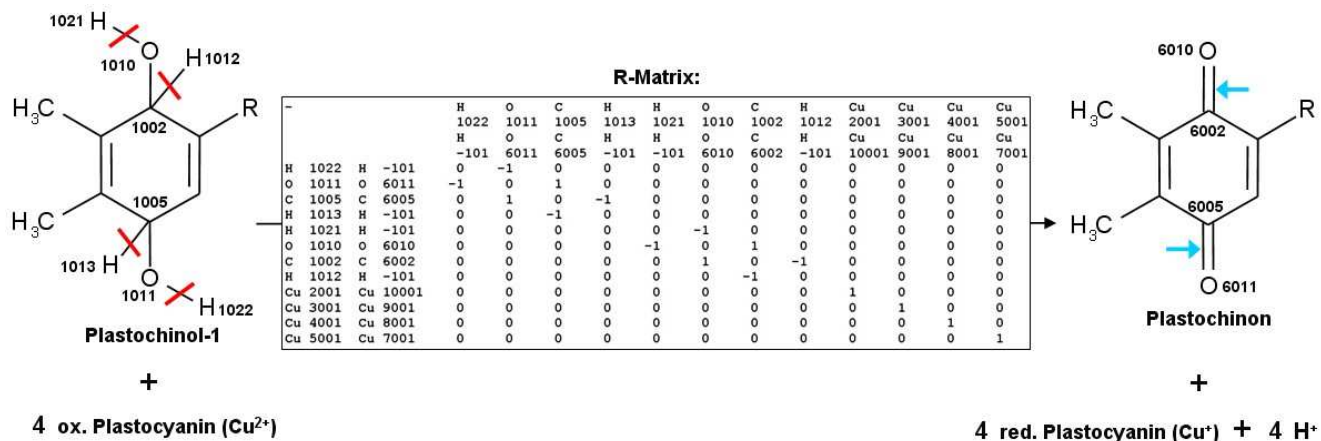 1021 H
O
1010
H 1012
H3C
R
1002
H3C
1005
1013 H
O
1011
H 1022
Plastochinol-1
+
4 ox. Plastocyanin (Cu2+)
R-Matrix:
- H O C H H O C H Cu Cu Cu Cu
1022 1011 1005 1013 1021 1010 1002 1012 2001 3001 4001 5001
H O C H H O C H Cu Cu Cu Cu
-101 6011 6005 -101 -101 6010 6002 -101 10001 9001 8001 7001
H 1022 H -101 0 -1 0 0 0 0 0 0 0 0 0 0
O 1011 O 6011 -1 0 1 0 0 0 0 0 0 0 0 0
C 1005 C 6005 0 1 0 -1 0 0 0 0 0 0 0 0
H 1013 H -101 0 0 -1 0 0 0 0 0 0 0 0 0
H 1021 H -101 0 0 0 0 0 -1 0 0 0 0 0 0
O 1010 O 6010 0 0 0 0 -1 0 1 0 0 0 0 0
C 1002 C 6002 0 0 0 0 0 1 0 -1 0 0 0 0
H 1012 H -101 0 0 0 0 0 0 -1 0 0 0 0 0
Cu 2001 Cu 10001 0 0 0 0 0 0 0 0 1 0 0 0
Cu 3001 Cu 9001 0 0 0 0 0 0 0 0 0 1 0 0
Cu 4001 Cu 8001 0 0 0 0 0 0 0 0 0 0 1 0
Cu 5001 Cu 7001 0 0 0 0 0 0 0 0 0 0 0 1
6010 O
R
H3C
6002
6005
H3C
O 6011
Plastochinon
+
4 red. Plastocyanin (Cu+) + 4 H+